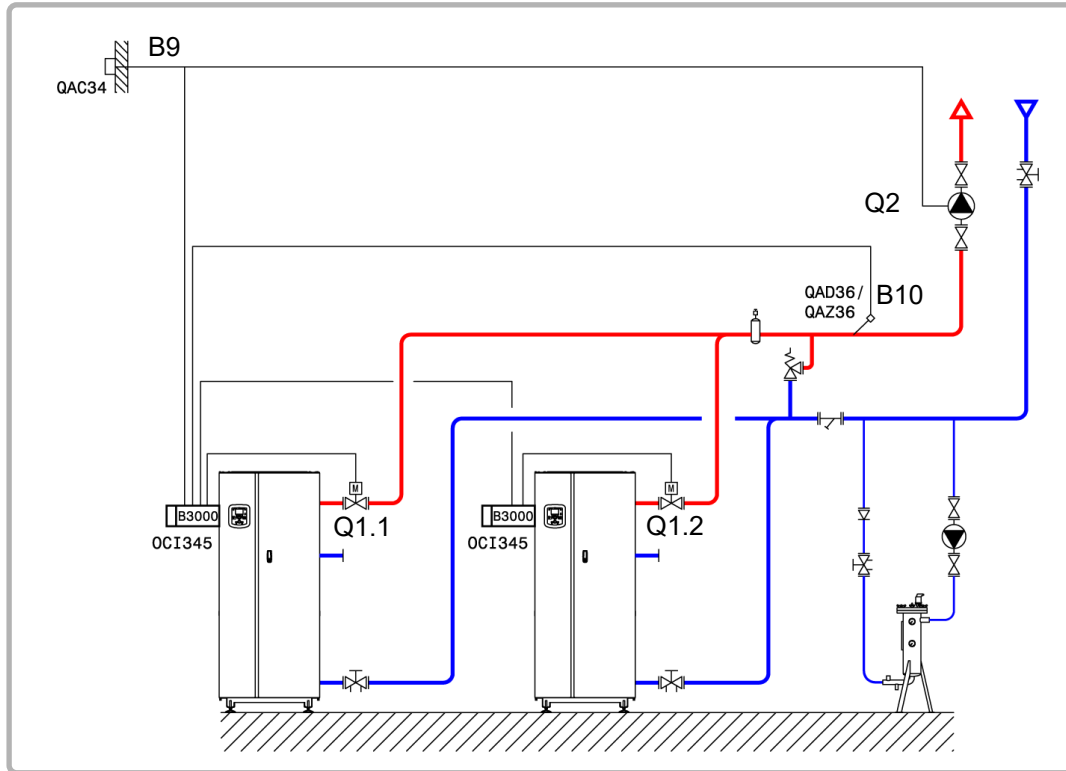 B9
QAC34
Q2
QAD36/
QAZ36
B10
M
M
B3000
OCI345
Q1.1
B3000
OCI345
Q1.2